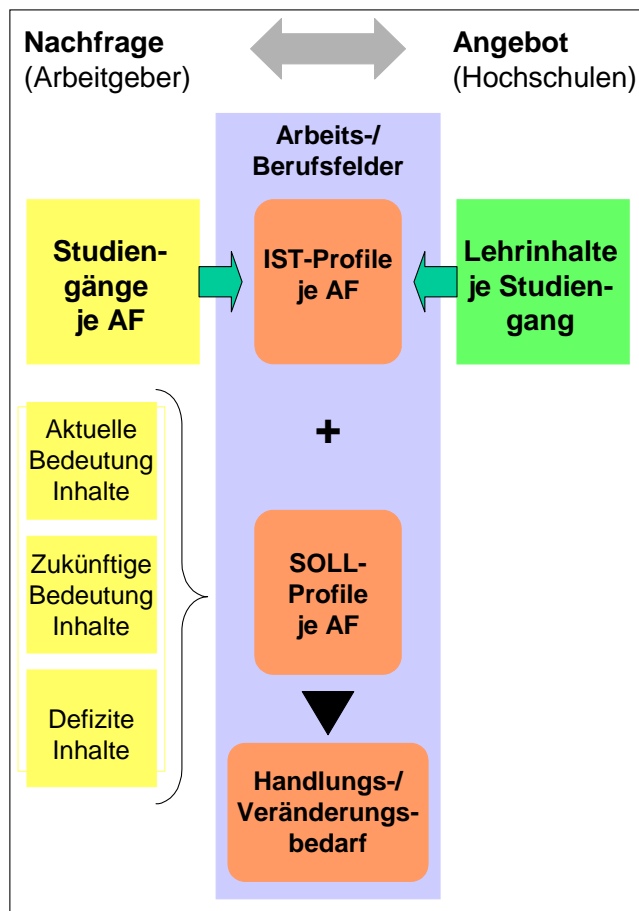 Nachfrage
(Arbeitgeber)
Angebot
(Hochschulen)
Arbeits-/
Berufsfelder
Studien-
gänge
je AF
IST-Profile
je AF
Lehrinhalte
je Studien-
gang
+
Aktuelle
Bedeutung
Inhalte
Zukünftige
Bedeutung
Inhalte
Defizite
Inhalte
SOLL-
Profile
je AF
Handlungs-/
Veränderungs-
bedarf